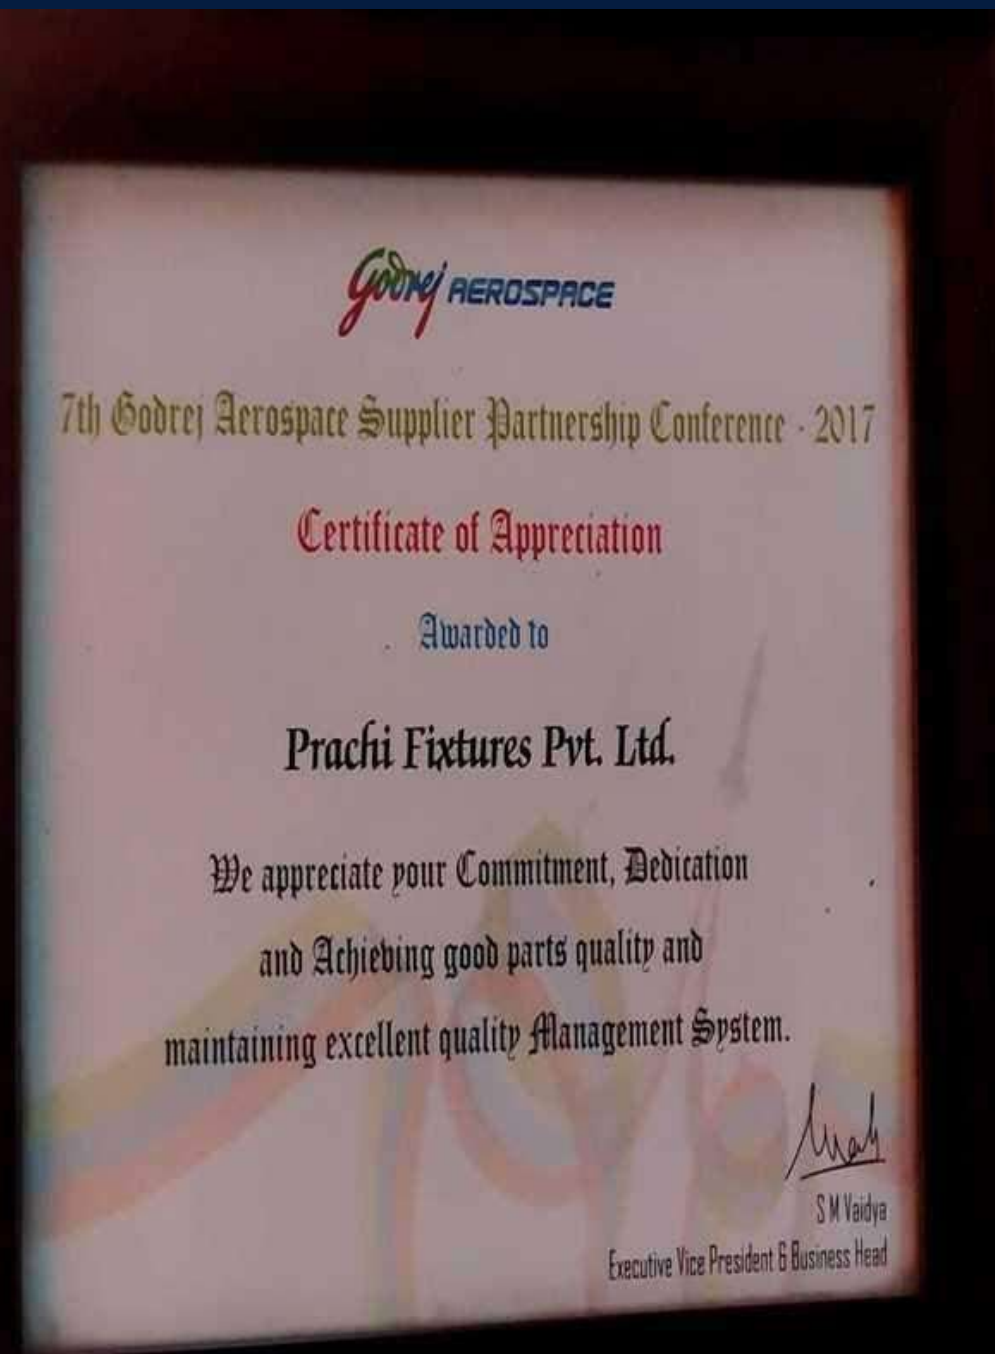 Godrej AEROSPACE
7th Godrej Aerospace Supplier Partnership Conference - 2017
Certificate of Appreciation
Awarded to
Prachi Fixtures Pvt. Ltd.
We appreciate your Commitment, Dedication
and Achieving good parts quality and
maintaining excellent quality Management System.
S M Vaidya
Executive Vice President & Business Head